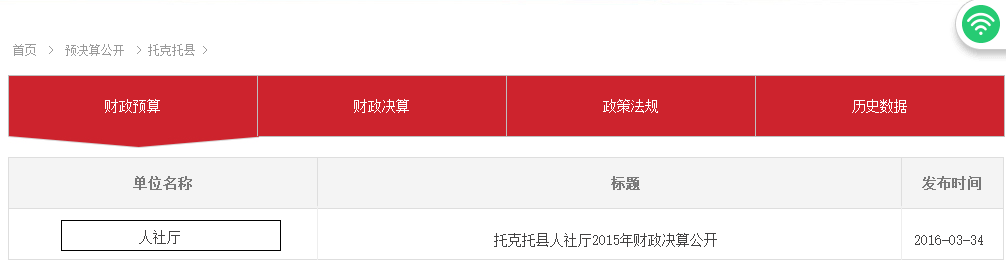 首页 > 预决算公开 > 托克托县 >
财政预算 财政决算 政策法规 历史数据
单位名称 标题 发布时间
人社厅 托克托县人社厅2015年财政决算公开 2016-03-34